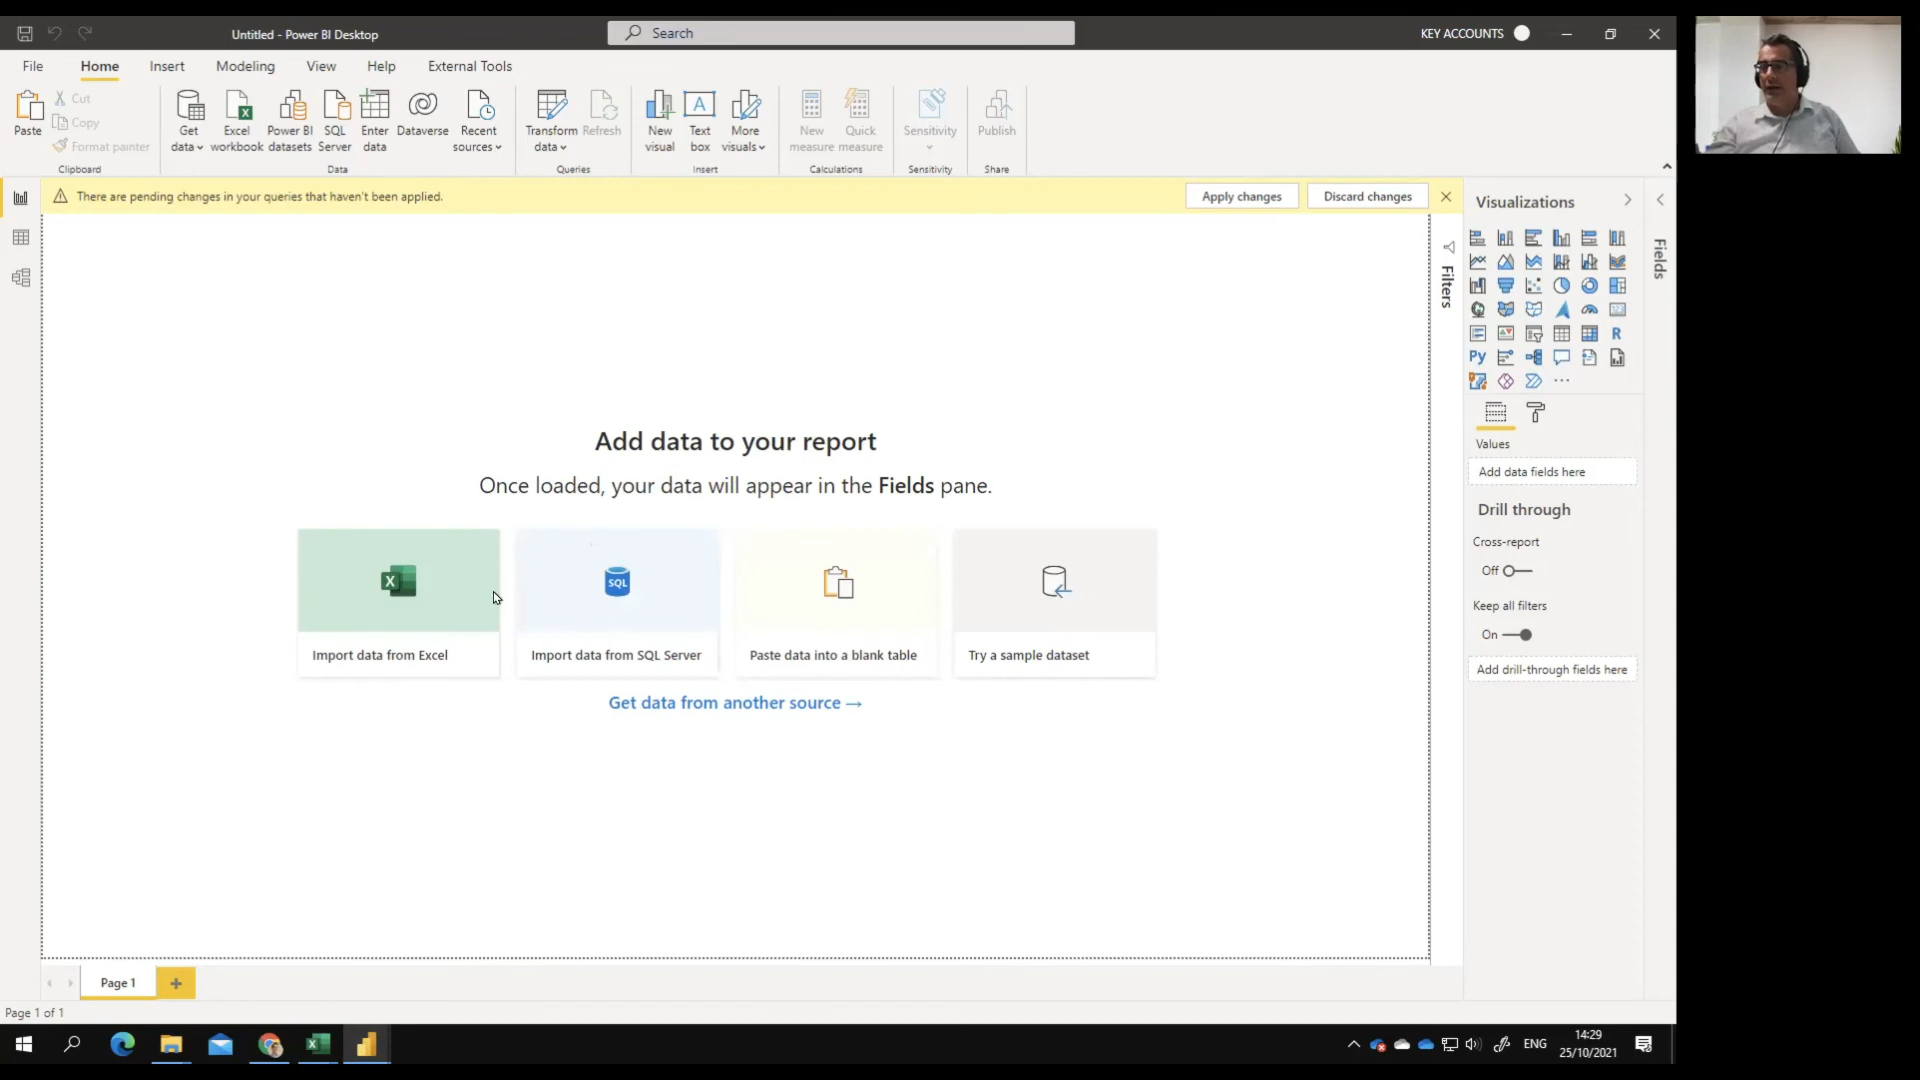 Untitled - Power BI Desktop
Search
KEY ACCOUNTS
File
Home
Insert
Modeling
View
Help
External Tools
Paste
Cut
Copy
Format painter
Clipboard
Get data
Excel workbook
Power BI datasets
SQL Server
Enter data
Dataverse
Recent sources
Data
Transform data
Refresh
Queries
New visual
Text box
More visuals
Insert
New measure
Quick measure
Calculations
Sensitivity
Sensitivity
Publish
Share
There are pending changes in your queries that haven't been applied.
Apply changes
Discard changes
Visualizations
Fields
Filters
R
Py
Values
Add data fields here
Drill through
Cross-report
Off
Keep all filters
On
Add drill-through fields here
Add data to your report
Once loaded, your data will appear in the Fields pane.
X
SQL
Import data from Excel
Import data from SQL Server
Paste data into a blank table
Try a sample dataset
Get data from another source →
Page 1
Page 1 of 1
ENG
14:29
25/10/2021